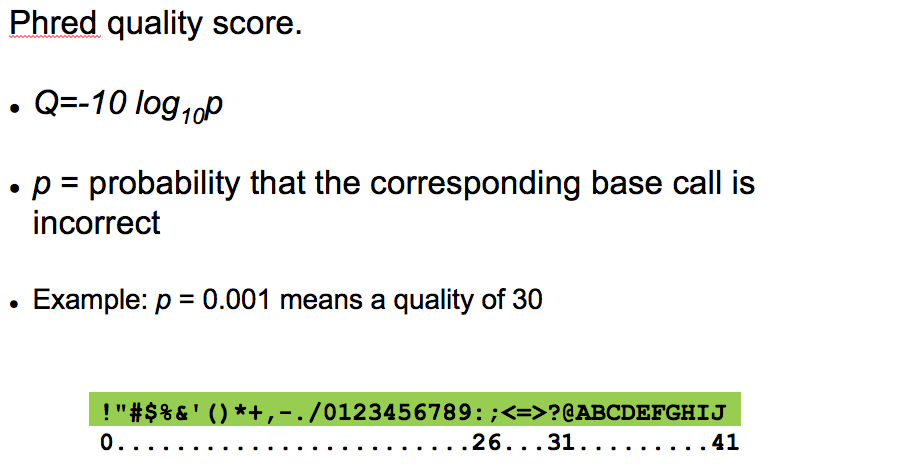 Phred quality score.
• Q=-10 log10p
• p = probability that the corresponding base call is
incorrect
• Example: p = 0.001 means a quality of 30
!"#$%&'()*+,-./0123456789:;<=>?@ABCDEFGHIJ
0..........................26...31.........41